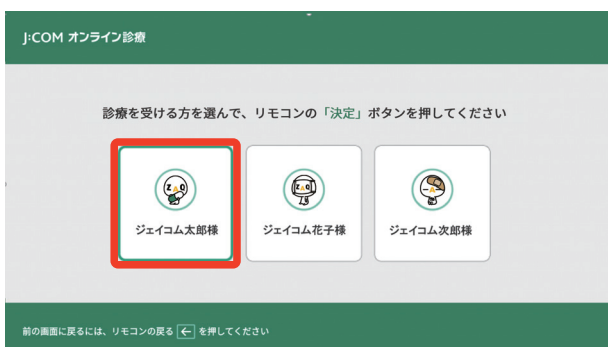 J:COM オンライン診療
診療を受ける方を選んで、リモコンの「決定」ボタンを押してください
ZAQ
ZAQ
ジェイコム太郎様
ジェイコム花子様
ジェイコム次郎様
前の画面に戻るには、リモコンの戻る ← を押してください